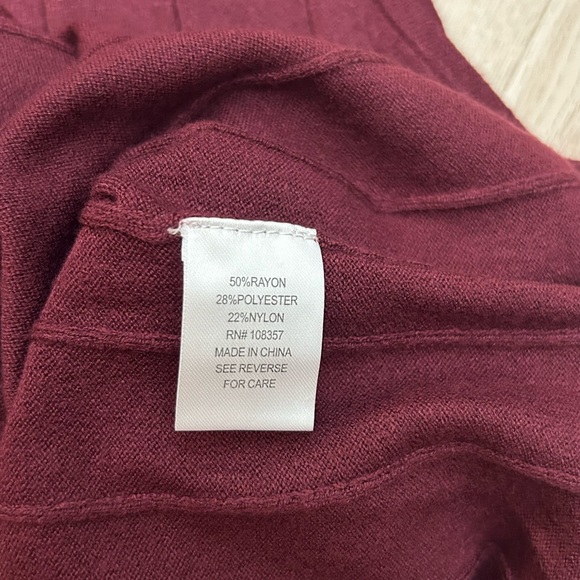 50%RAYON
28%POLYESTER
22%NYLON
RN# 108357
MADE IN CHINA
SEE REVERSE
FOR CARE